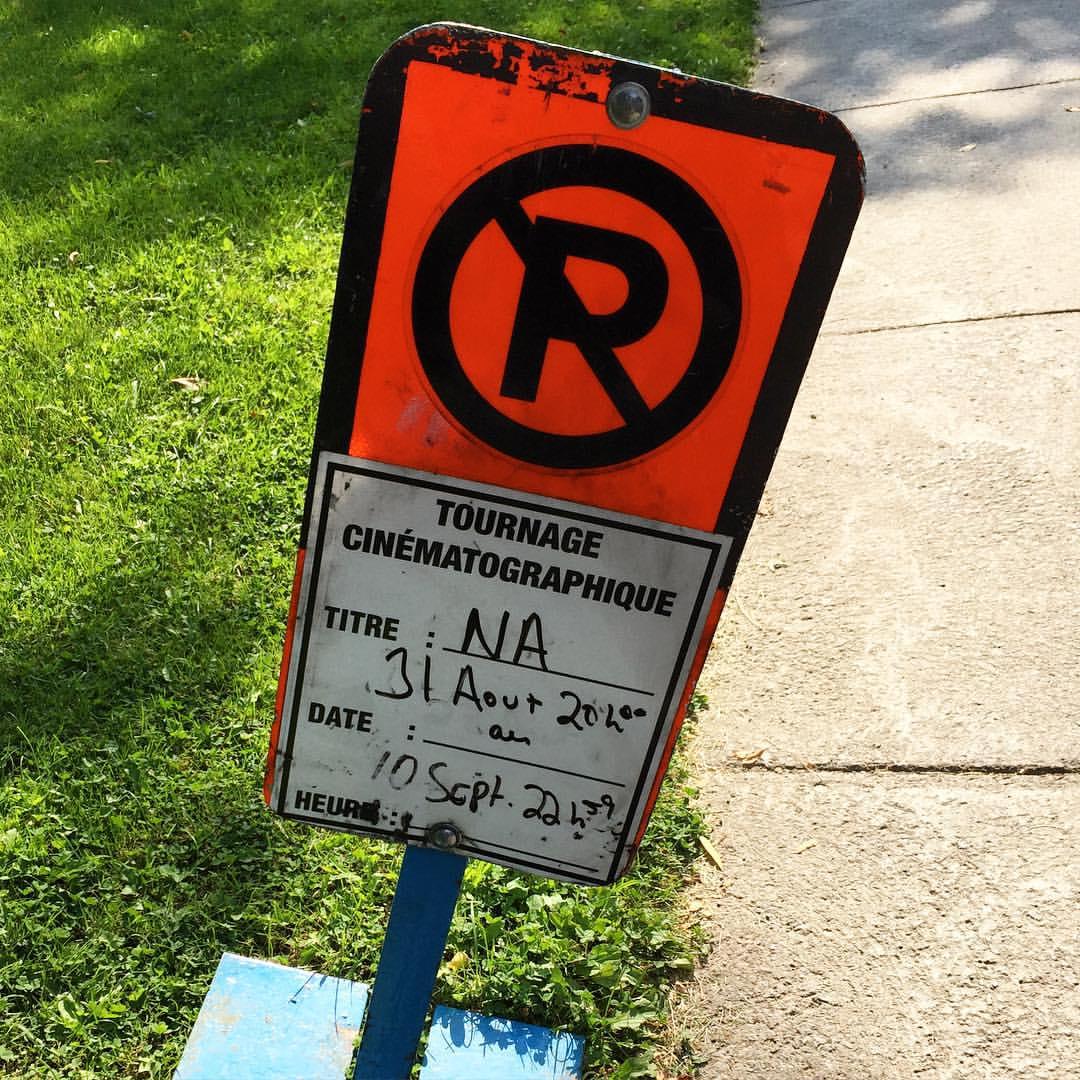 P
TOURNAGE
CINÉMATOGRAPHIQUE
TITRE : NA
31 Aout 20h00
DATE : au
10 Sept. 22h59
HEURE :